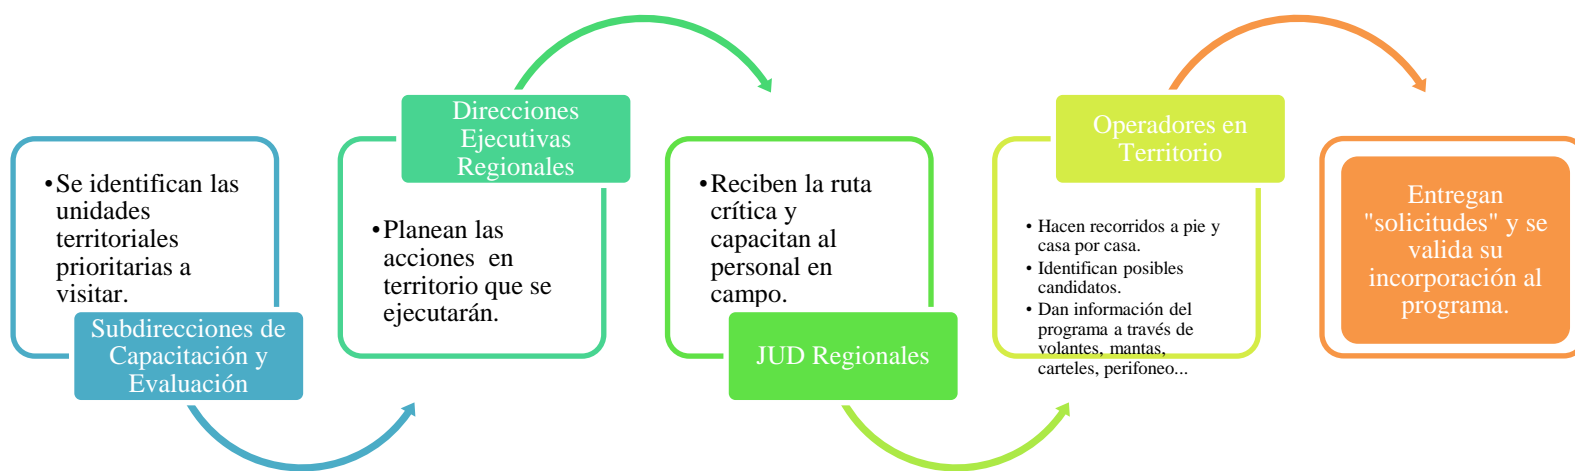 •Se identifican las
unidades
territoriales
prioritarias a
visitar.
Subdirecciones de
Capacitación y
Evaluación
Direcciones
Ejecutivas
Regionales
•Planean las
acciones en
territorio que se
ejecutarán.
•Reciben la ruta
crítica y
capacitan al
personal en
campo.
JUD Regionales
Operadores en
Territorio
• Hacen recorridos a pie y
casa por casa.
• Identifican posibles
candidatos.
• Dan información del
programa a través de
volantes, mantas,
carteles, perifoneo...
Entregan
"solicitudes" y se
valida su
incorporación al
programa.